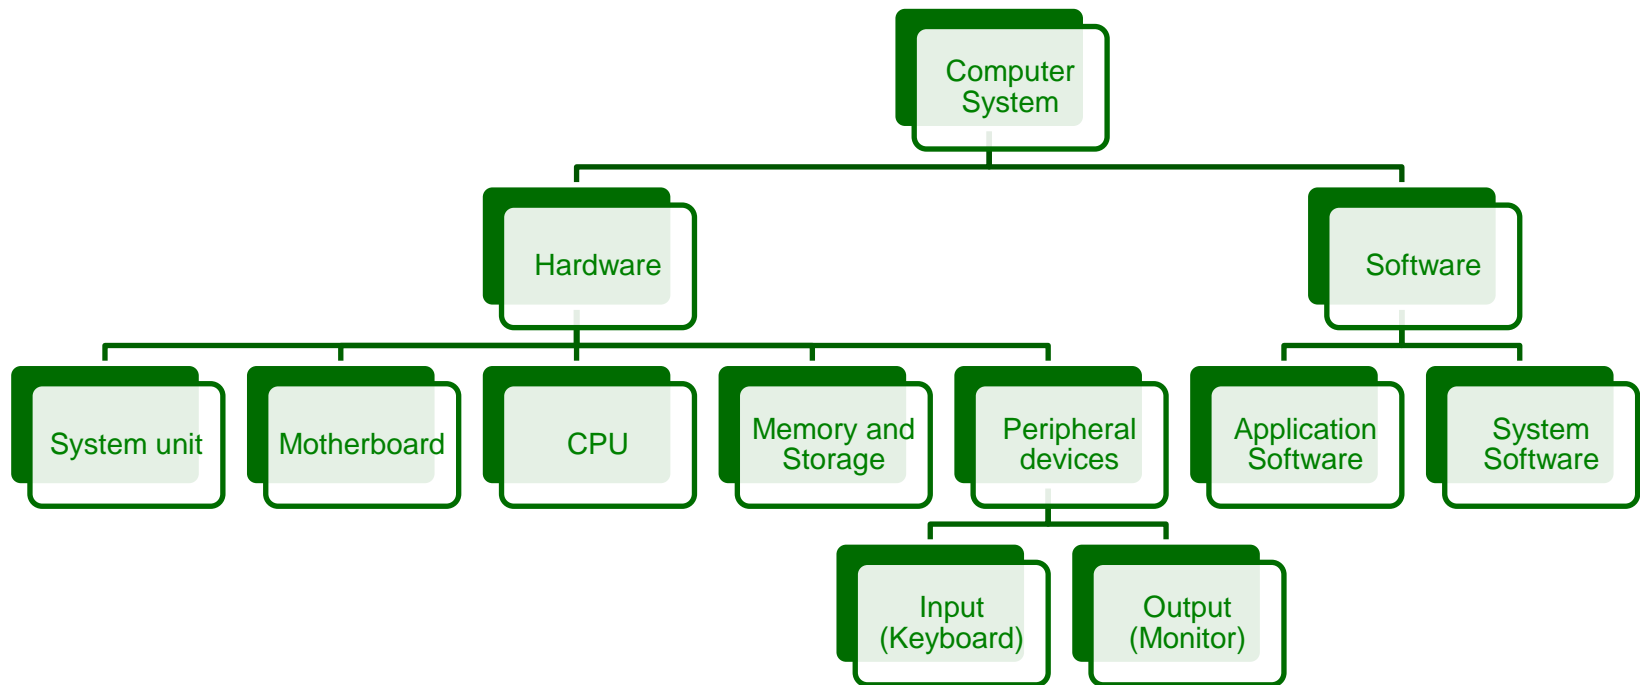 Computer
System
Hardware
Software
System unit
Motherboard
CPU
Memory and
Storage
Peripheral
devices
Application
Software
System
Software
Input
(Keyboard)
Output
(Monitor)